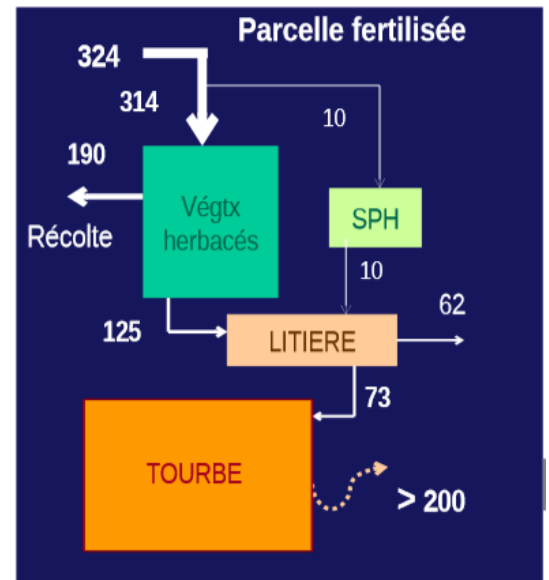 Parcelle fertilisée
324
314
10
190
Récolte
Végtx
herbacés
SPH
10
62
125
LITIERE
73
TOURBE
> 200